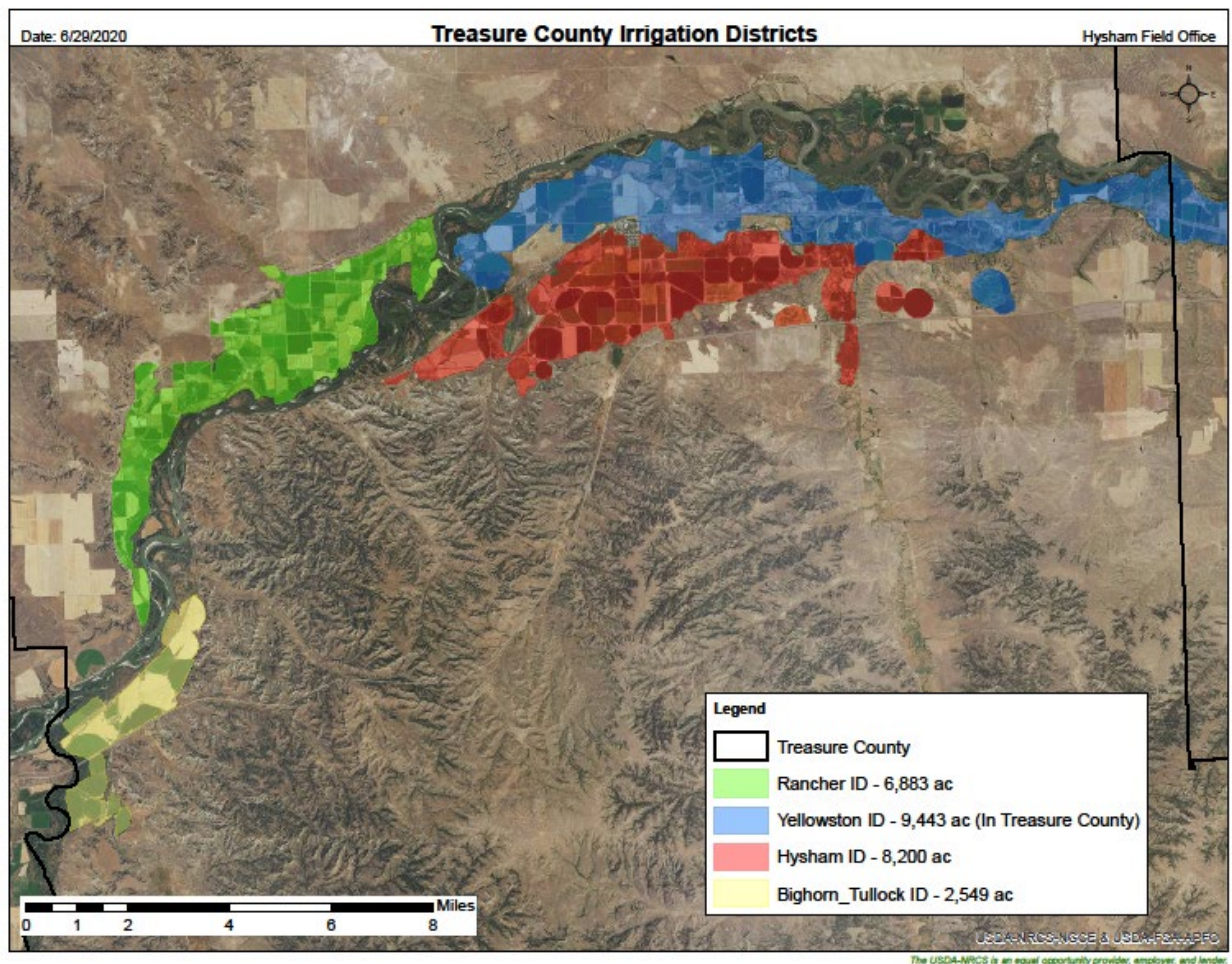 Date: 6/29/2020
Treasure County Irrigation Districts
Hysham Field Office
N
W E
S
Legend
Treasure County
Rancher ID - 6,883 ac
Yellowston ID - 9,443 ac (In Treasure County)
Hysham ID - 8,200 ac
Bighorn_Tullock ID - 2,549 ac
Miles
0 1 2 4 6 8
USDA-NRCS-NGCE & USDA-FSA-APFO
The USDA-NRCS is an equal opportunity provider, employer, and lender.